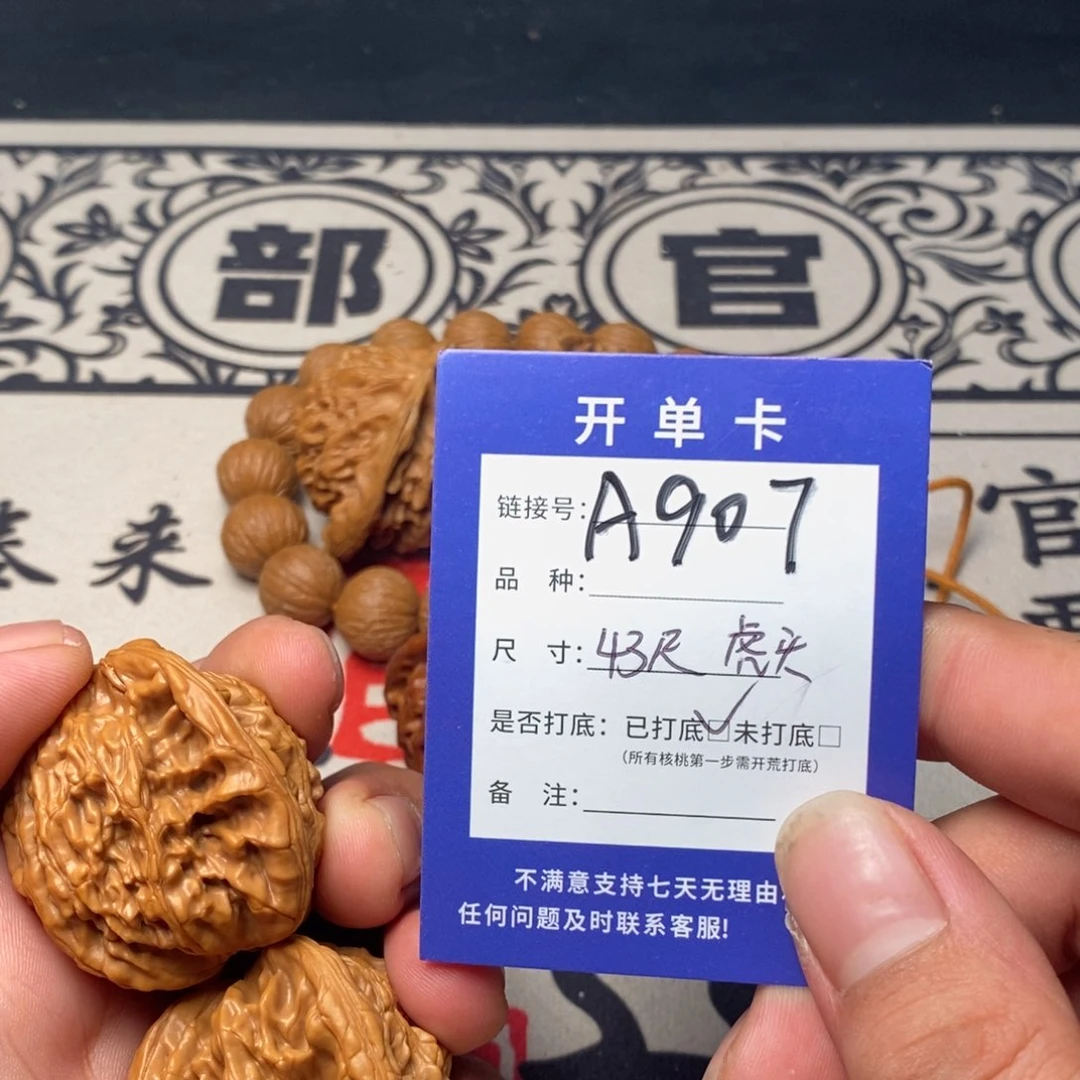 部 官
开单卡
链接号: A907
品 种:
尺 寸: 43尺 虎头
是否打底: 已打底☑未打底□
(所有核桃第一步需开荒打底)
备 注:
不满意支持七天无理由
任何问题及时联系客服!
来
官